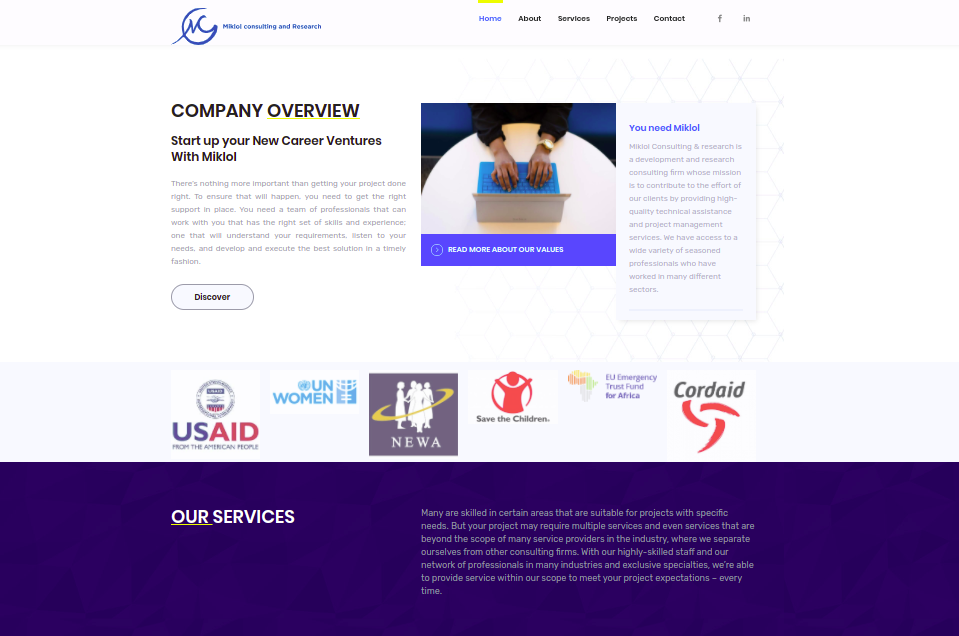 Miklol consulting and Research
Home
About
Services
Projects
Contact
COMPANY OVERVIEW
Start up your New Career Ventures
With Miklol
There's nothing more important than getting your project done
right. To ensure that will happen, you need to get the right
support in place. You need a team of professionals that can
work with you that has the right set of skills and experience;
one that will understand your requirements, listen to your
needs, and develop and execute the best solution in a timely
fashion.
Discover
READ MORE ABOUT OUR VALUES
You need Miklol
Miklol Consulting & research is
a development and research
consulting firm whose mission
is to contribute to the effort of
our clients by providing high-
quality technical assistance
and project management
services. We have access to a
wide variety of seasoned
professionals who have
worked in many different
sectors.
USAID
USAID
FROM THE AMERICAN PEOPLE
UN
WOMEN
NEWA
Save the Children.
EU Emergency
Trust Fund
for Africa
Cordaid
OUR SERVICES
Many are skilled in certain areas that are suitable for projects with specific
needs. But your project may require multiple services and even services that are
beyond the scope of many service providers in the industry, where we separate
ourselves from other consulting firms. With our highly-skilled staff and our
network of professionals in many industries and exclusive specialties, we're able
to provide service within our scope to meet your project expectations – every
time.